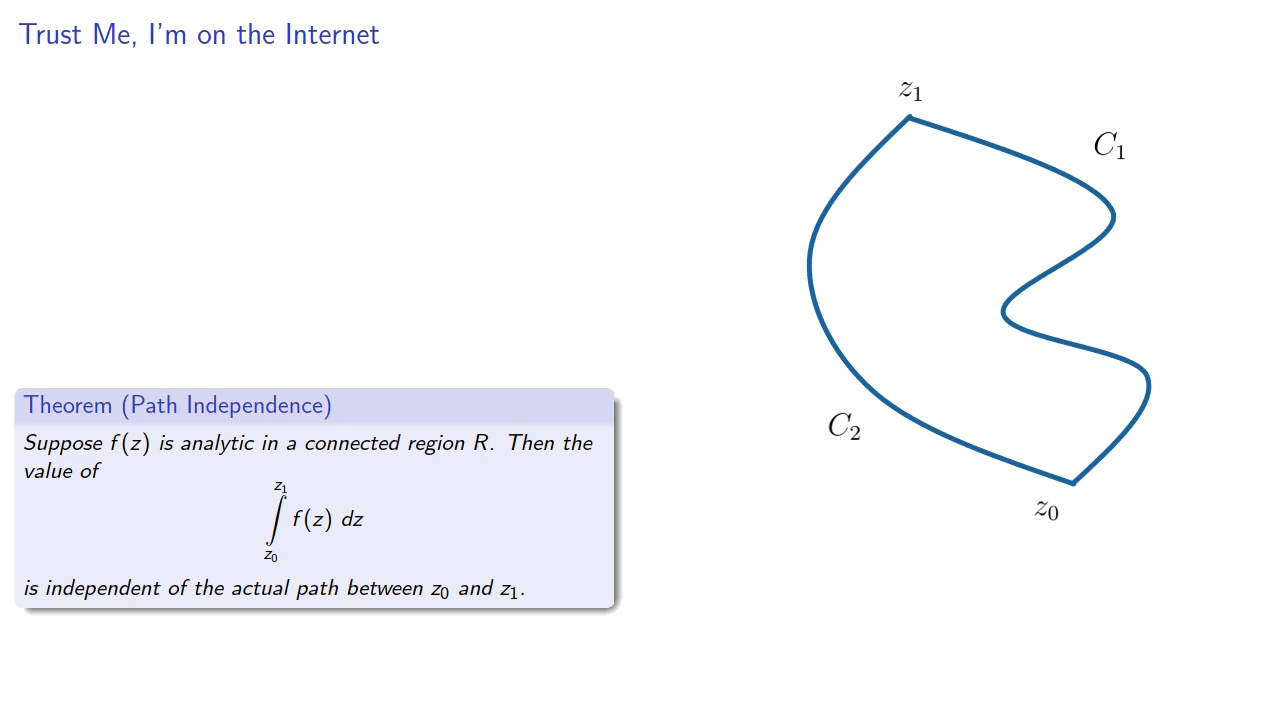 Trust Me, I'm on the Internet
z₁
C₁
Theorem (Path Independence)
Suppose f(z) is analytic in a connected region R. Then the
value of
z₁
∫ f(z) dz
z₀
is independent of the actual path between z₀ and z₁.
C₂
z₀